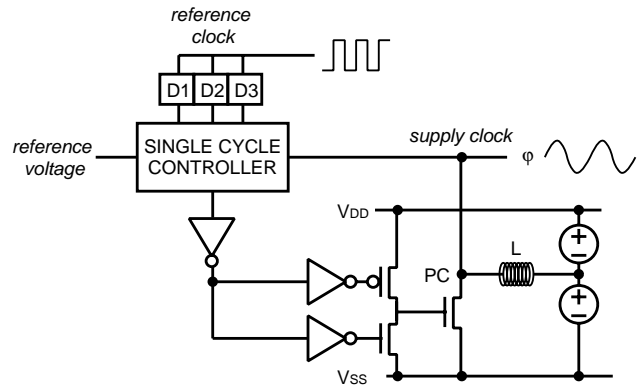 reference
clock
D1 D2 D3
reference
voltage
SINGLE CYCLE
CONTROLLER
supply clock
φ
VDD
L
PC
VSS